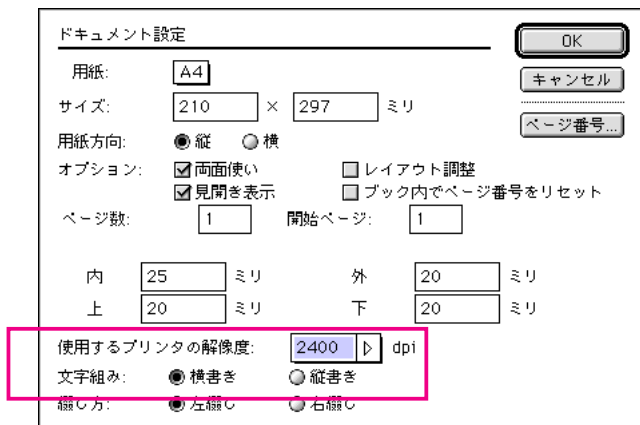 ドキュメント設定
OK
用紙: A4
キャンセル
サイズ: 210 × 297 ミリ
ページ番号...
用紙方向: 縦 横
オプション: 両面使い レイアウト調整
見開き表示 ブック内でページ番号をリセット
ページ数: 1 開始ページ: 1
内 25 ミリ 外 20 ミリ
上 20 ミリ 下 20 ミリ
使用するプリンタの解像度: 2400 dpi
文字組み: 横書き 縦書き
綴じ方: 左綴じ 右綴じ